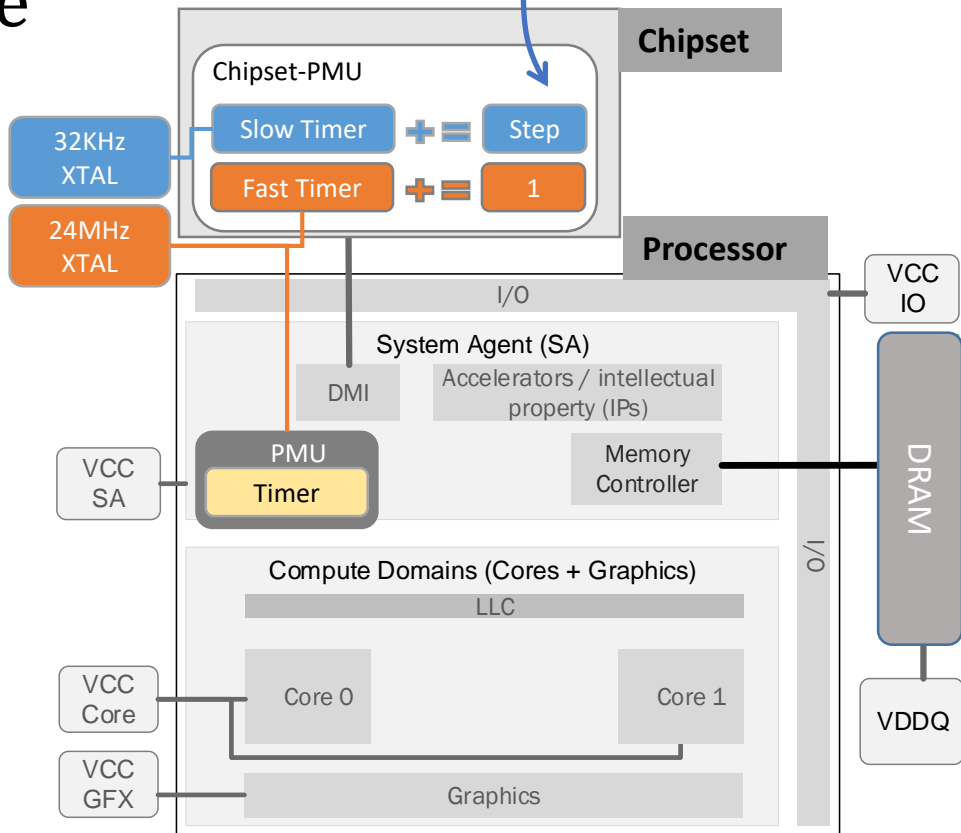 e
Chipset
Chipset-PMU
32KHz
XTAL
Slow Timer
+ =
Step
Fast Timer
+ =
1
24MHz
XTAL
Processor
VCC
IO
I/O
System Agent (SA)
DMI
Accelerators / intellectual
property (IPs)
PMU
Timer
Memory
Controller
VCC
SA
DRAM
I/O
Compute Domains (Cores + Graphics)
LLC
VCC
Core
Core 0
Core 1
VDDQ
VCC
GFX
Graphics